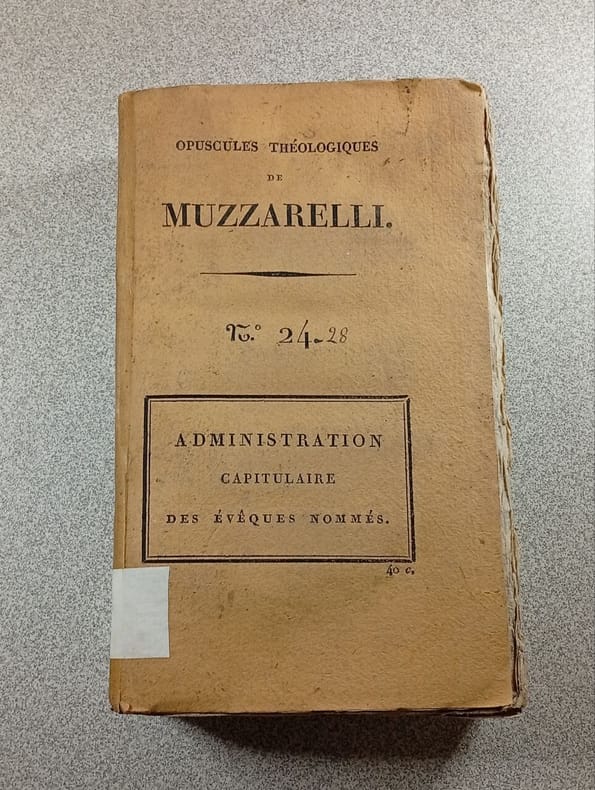 OPUSCULES THÉOLOGIQUES
DE
MUZZARELLI.
N.º 24-28
ADMINISTRATION
CAPITULAIRE
DES ÉVÊQUES NOMMÉS.
40 c.